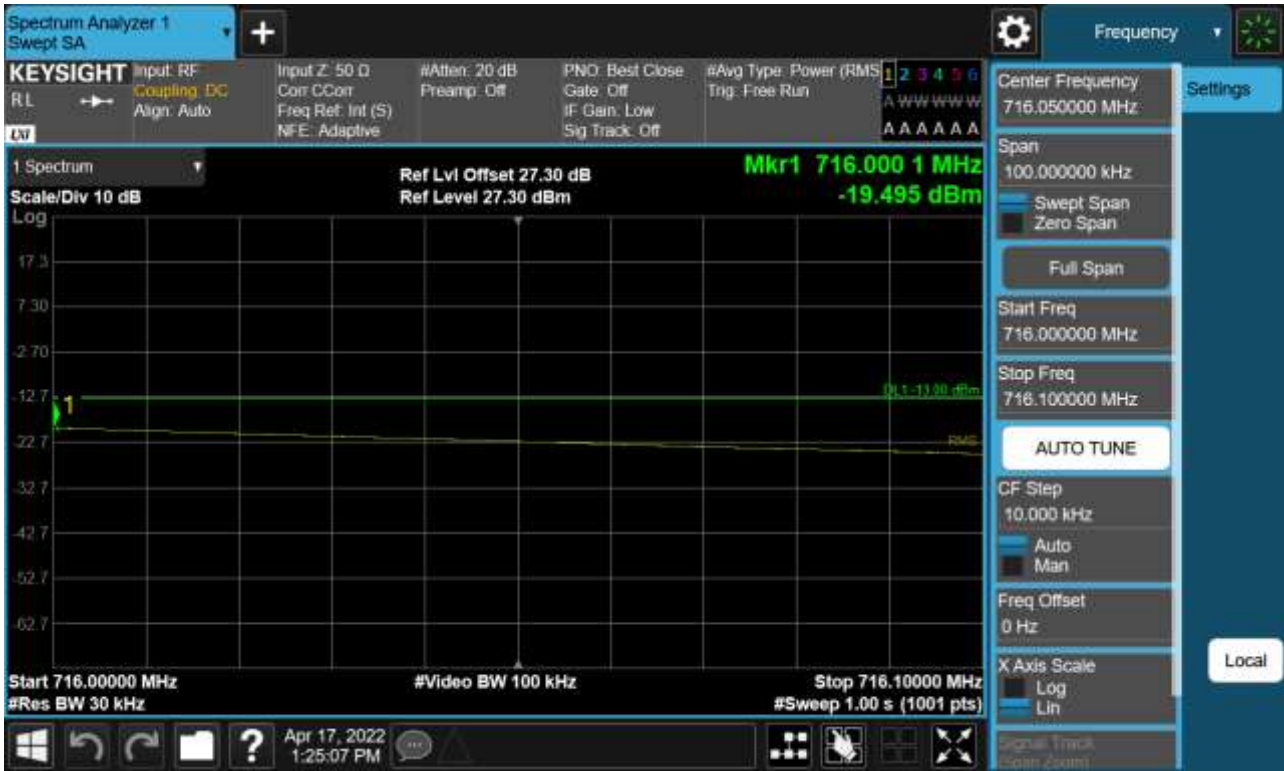 Spectrum Analyzer 1
Swept SA
+
Frequency
KEYSIGHT
RL
LXI
Input: RF
Coupling: DC
Align: Auto
Input Z: 50 Ω
Corr CCorr
Freq Ref: Int (S)
NFE: Adaptive
#Atten: 20 dB
Preamp: Off
PNO: Best Close
Gate: Off
IF Gain: Low
Sig Track: Off
#Avg Type: Power (RMS
Trig: Free Run
1 2 3 4 5 6
A W W W W W
A A A A A A
1 Spectrum
Scale/Div 10 dB
Log
Ref Lvl Offset 27.30 dB
Ref Level 27.30 dBm
Mkr1 716.000 1 MHz
-19.495 dBm
17.3
7.30
-2.70
-12.7
-22.7
-32.7
-42.7
-52.7
-62.7
1
DL1 -13.00 dBm
RMS
Start 716.00000 MHz
#Res BW 30 kHz
#Video BW 100 kHz
Stop 716.10000 MHz
#Sweep 1.00 s (1001 pts)
Center Frequency
716.050000 MHz
Settings
Span
100.000000 kHz
Swept Span
Zero Span
Full Span
Start Freq
716.000000 MHz
Stop Freq
716.100000 MHz
AUTO TUNE
CF Step
10.000 kHz
Auto
Man
Freq Offset
0 Hz
X Axis Scale
Log
Lin
Signal Track
(Span Zoom)
Local
?
Apr 17, 2022
1:25:07 PM